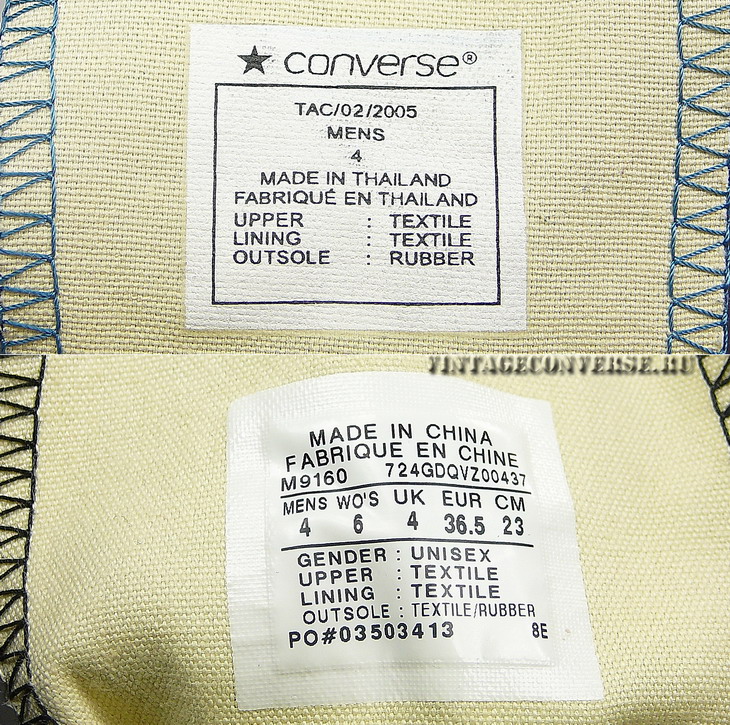 ★ CONVERSE®
TAC/02/2005
MENS
4
MADE IN THAILAND
FABRIQUÉ EN THAILAND
UPPER : TEXTILE
LINING : TEXTILE
OUTSOLE : RUBBER
VINTAGECONVERSE.RU
MADE IN CHINA
FABRIQUE EN CHINE
M9160 724GDQVZ00437
MENS WO'S UK EUR CM
4 6 4 36.5 23
GENDER : UNISEX
UPPER : TEXTILE
LINING : TEXTILE
OUTSOLE : TEXTILE/RUBBER
PO#03503413 8E